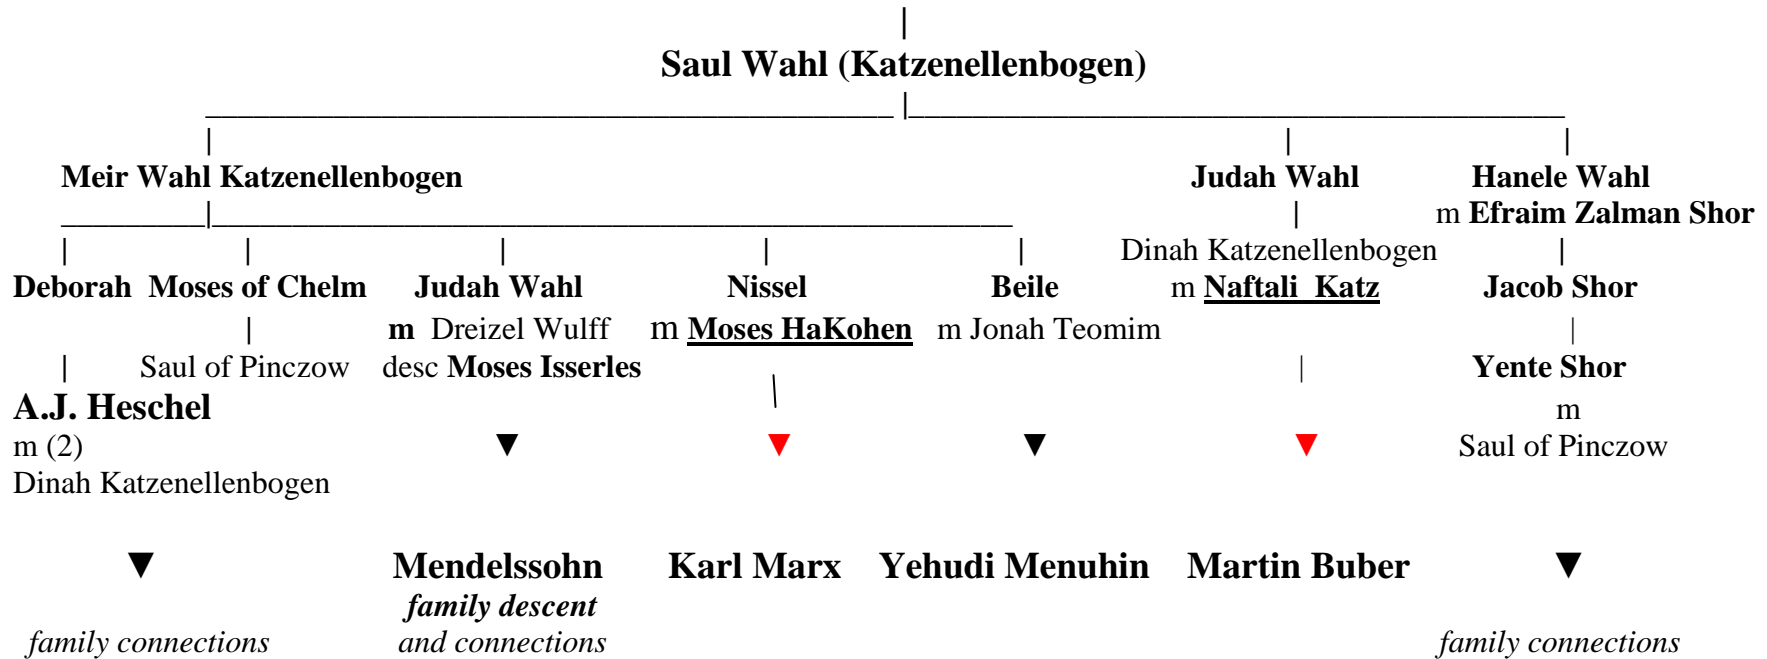 Saul Wahl (Katzenellenbogen)
Meir Wahl Katzenellenbogen Judah Wahl Hanele Wahl
m Efraim Zalman Shor
Dinah Katzenellenbogen
Deborah Moses of Chelm Judah Wahl Nissel Beile m Naftali Katz Jacob Shor
m Dreizel Wulff m Moses HaKohen m Jonah Teomim
Saul of Pinczow desc Moses Isserles Yente Shor
A.J. Heschel m
m (2) Saul of Pinczow
Dinah Katzenellenbogen
Mendelssohn Karl Marx Yehudi Menuhin Martin Buber
family descent
family connections and connections family connections